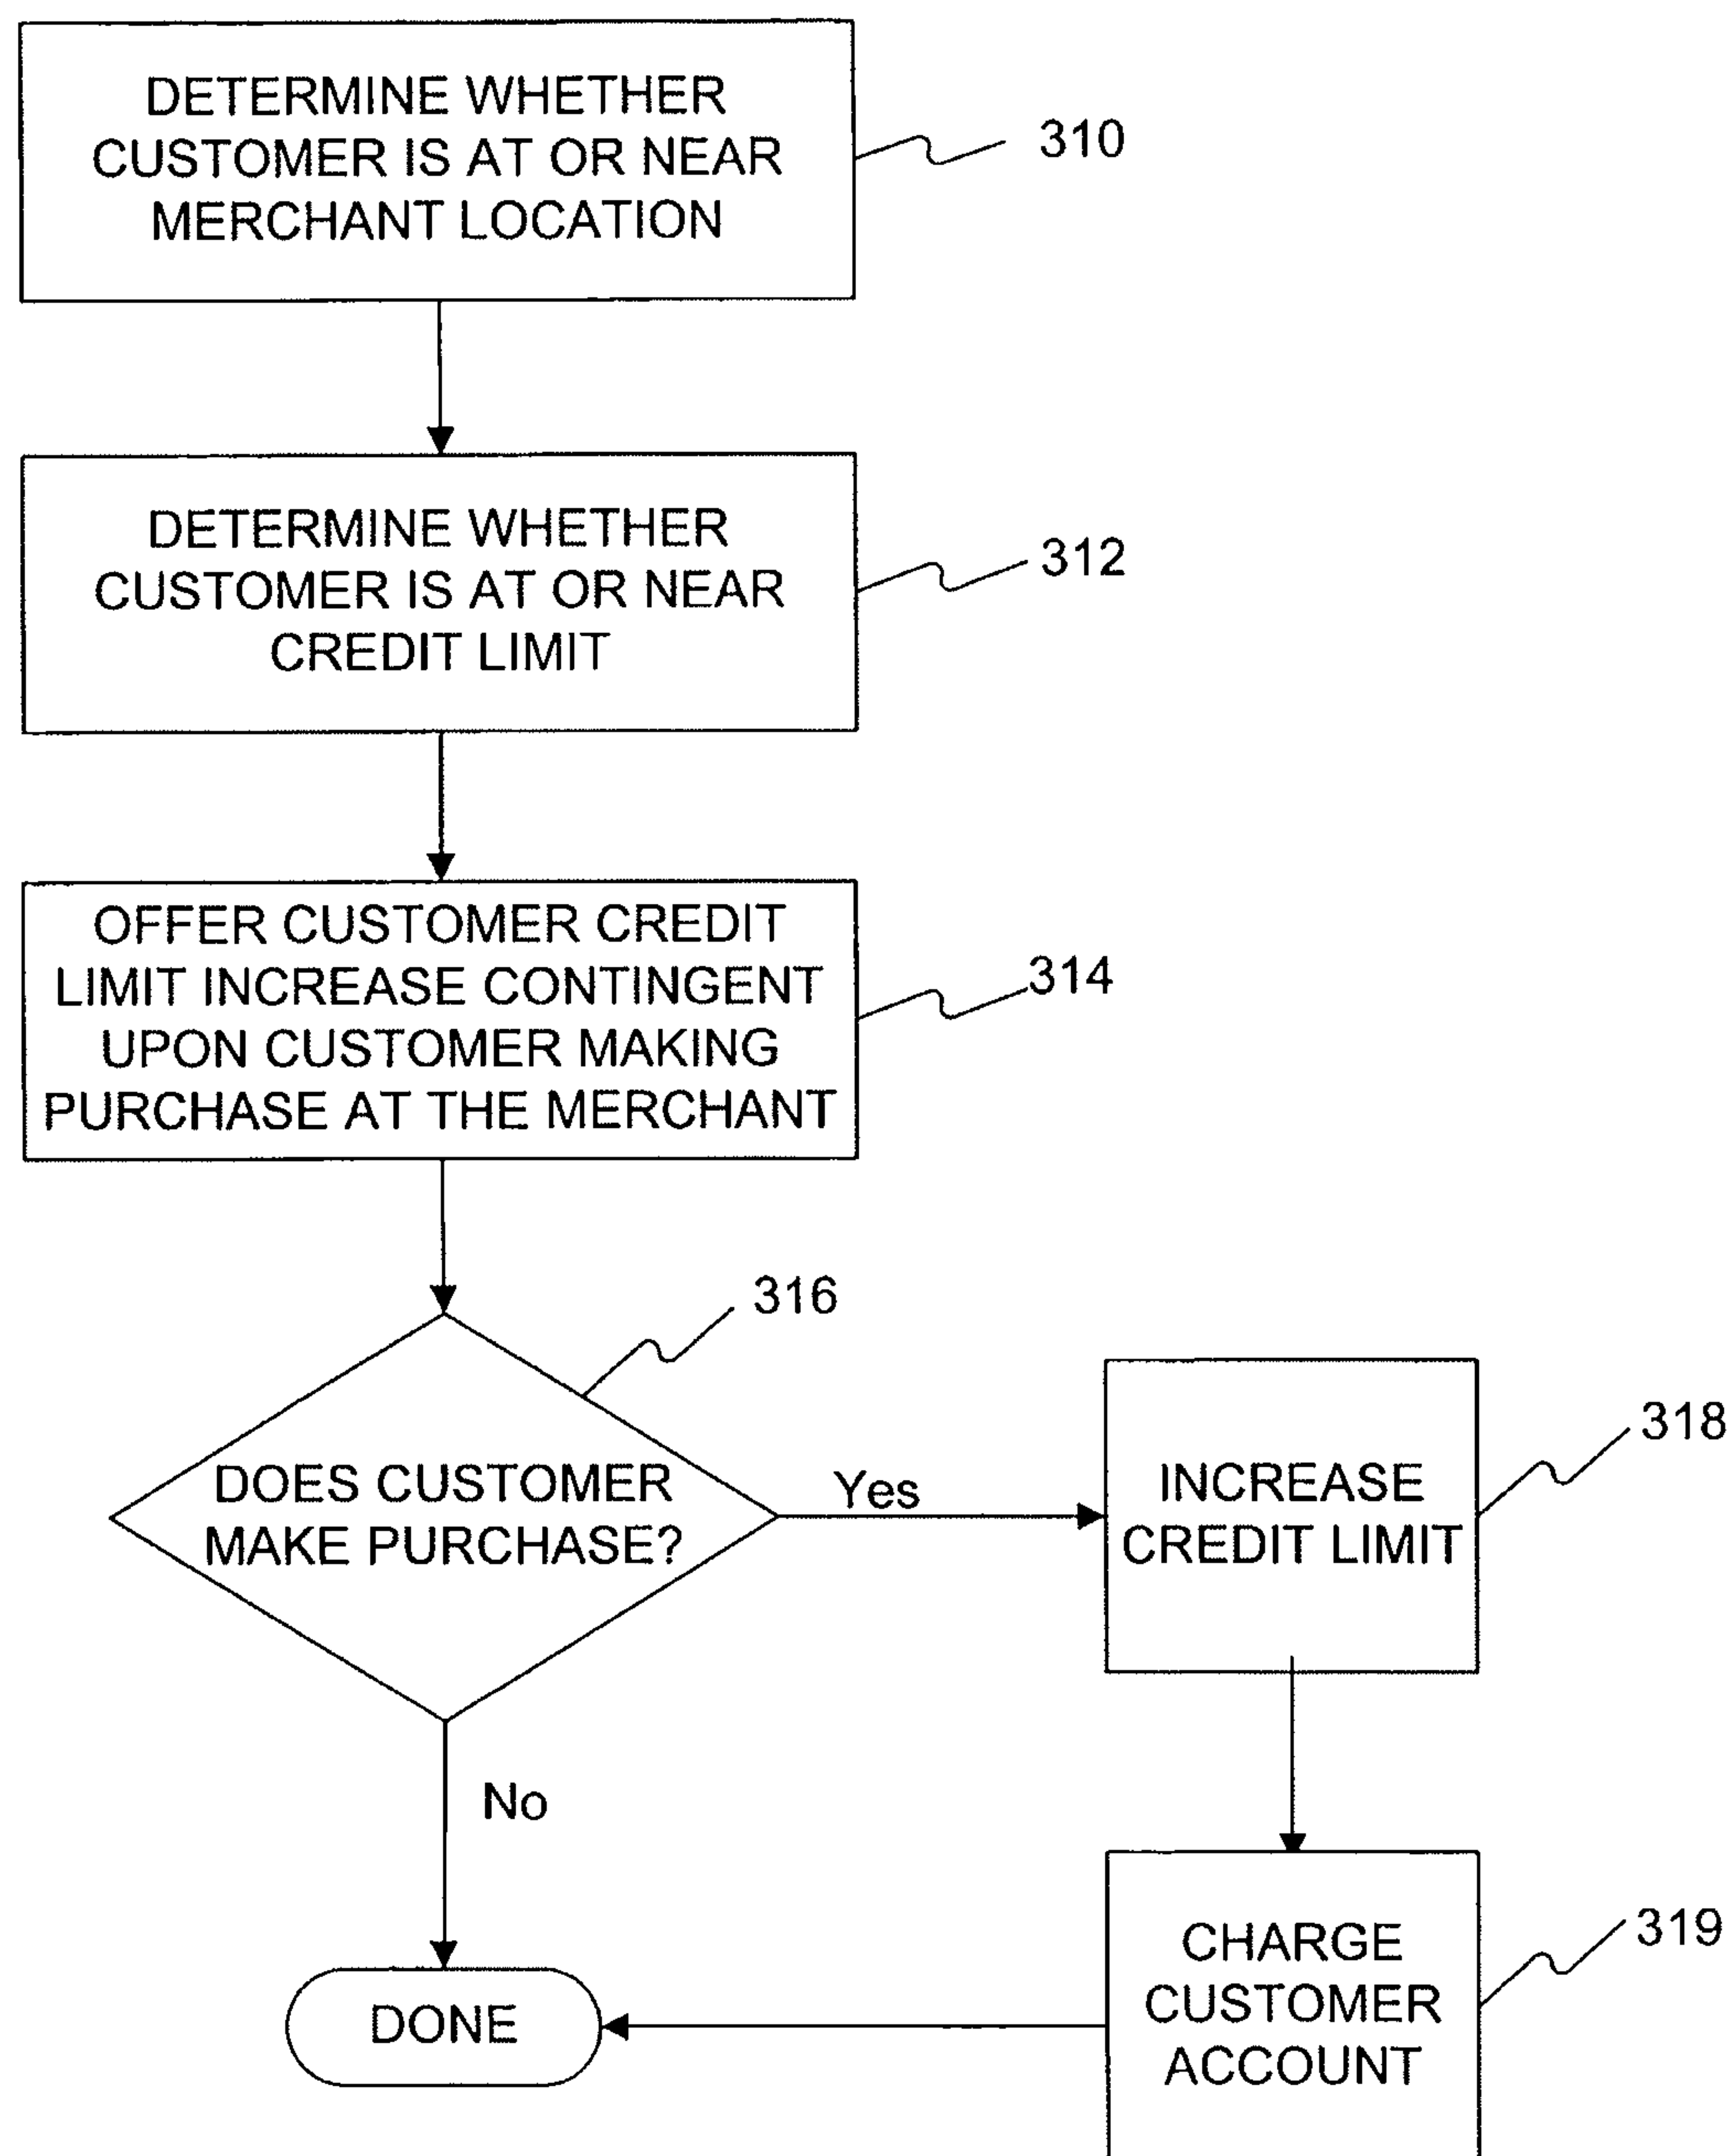 DETERMINE WHETHER
CUSTOMER IS AT OR NEAR
MERCHANT LOCATION
310
DETERMINE WHETHER
CUSTOMER IS AT OR NEAR
CREDIT LIMIT
312
OFFER CUSTOMER CREDIT
LIMIT INCREASE CONTINGENT
UPON CUSTOMER MAKING
PURCHASE AT THE MERCHANT
314
316
DOES CUSTOMER
MAKE PURCHASE?
Yes
INCREASE
CREDIT LIMIT
318
No
CHARGE
CUSTOMER
ACCOUNT
319
DONE